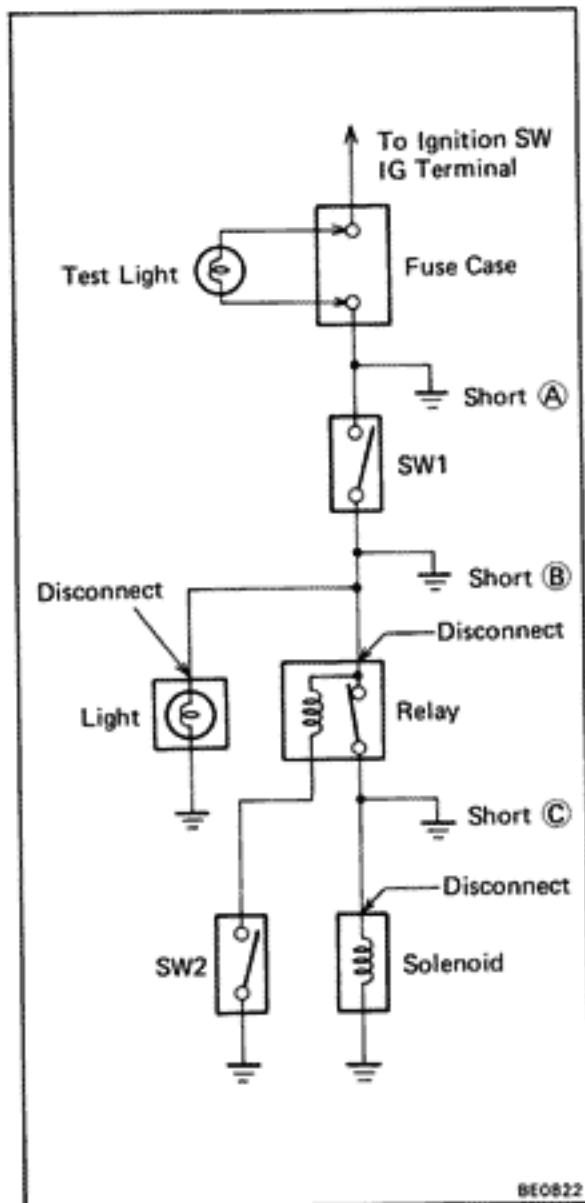 To Ignition SW
IG Terminal
Test Light
Fuse Case
Short Ⓐ
SW1
Short Ⓑ
Disconnect
Disconnect
Light
Relay
Short Ⓒ
Disconnect
SW2
Solenoid
BE0822